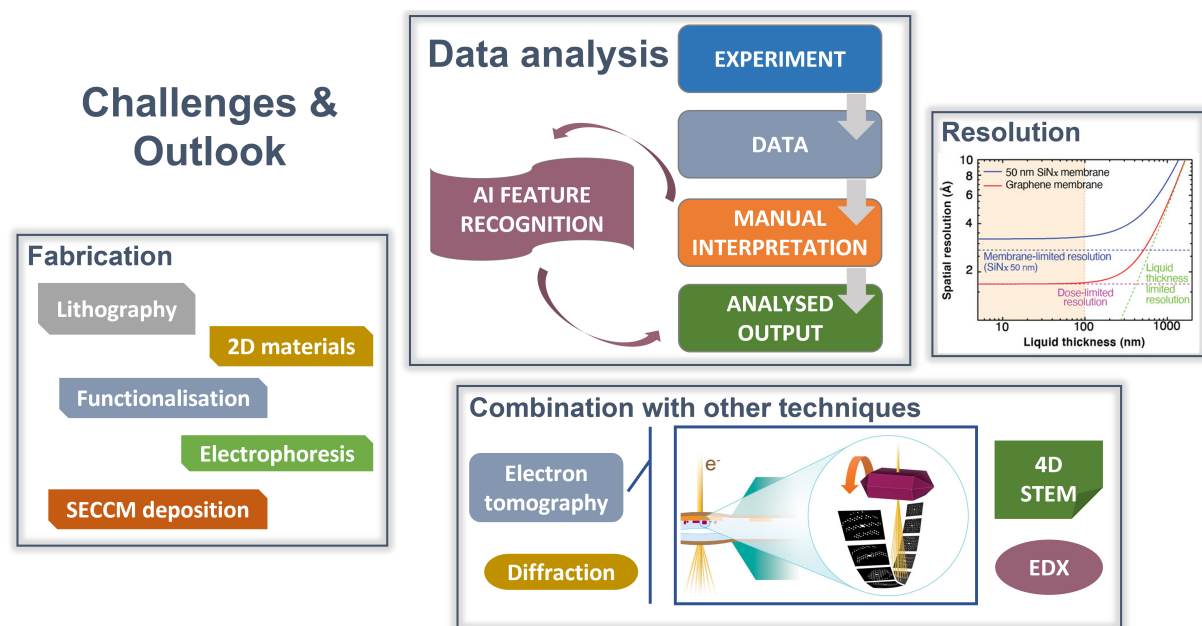 Challenges &
Outlook
Data analysis
EXPERIMENT
DATA
AI FEATURE
RECOGNITION
MANUAL
INTERPRETATION
ANALYSED
OUTPUT
Resolution
10
8
6
4
2
Spatial resolution (Å)
50 nm SiNx membrane
Graphene membrane
Membrane-limited resolution
(SiNx 50 nm)
Dose-limited
resolution
Liquid
thickness
limited
resolution
10
100
1000
Liquid thickness (nm)
Fabrication
Lithography
2D materials
Functionalisation
Electrophoresis
SECCM deposition
Combination with other techniques
Electron
tomography
Diffraction
e-
4D
STEM
EDX